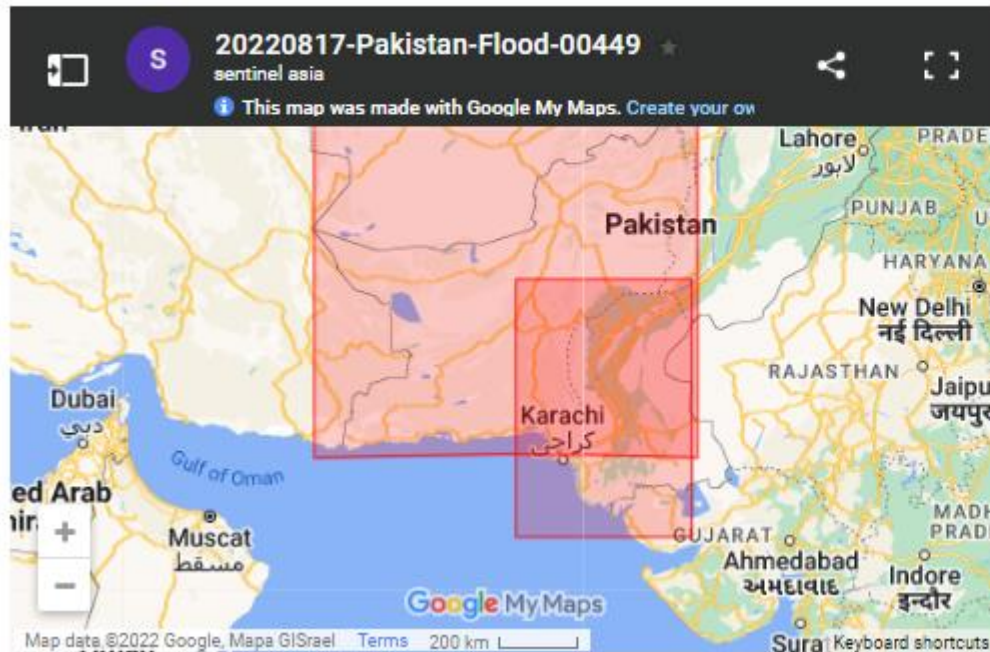 20220817-Pakistan-Flood-00449
S
sentinel asia
This map was made with Google My Maps. Create your ow
Iran
Lahore
لاہور
PRADE
Pakistan
PUNJAB
U
HARYANA
New Delhi
नई दिल्ली
RAJASTHAN
Jaipu
जयपुर
Dubai
دبي
Karachi
کراچی
Gulf of Oman
ed Arab
mira
Muscat
مسقط
MADH
PRAD
GUJARAT
Ahmedabad
અમદાવાદ
Indore
इन्दौर
Google My Maps
Map data ©2022 Google, Mapa GISrael
Terms
200 km
Sura
Keyboard shortcuts